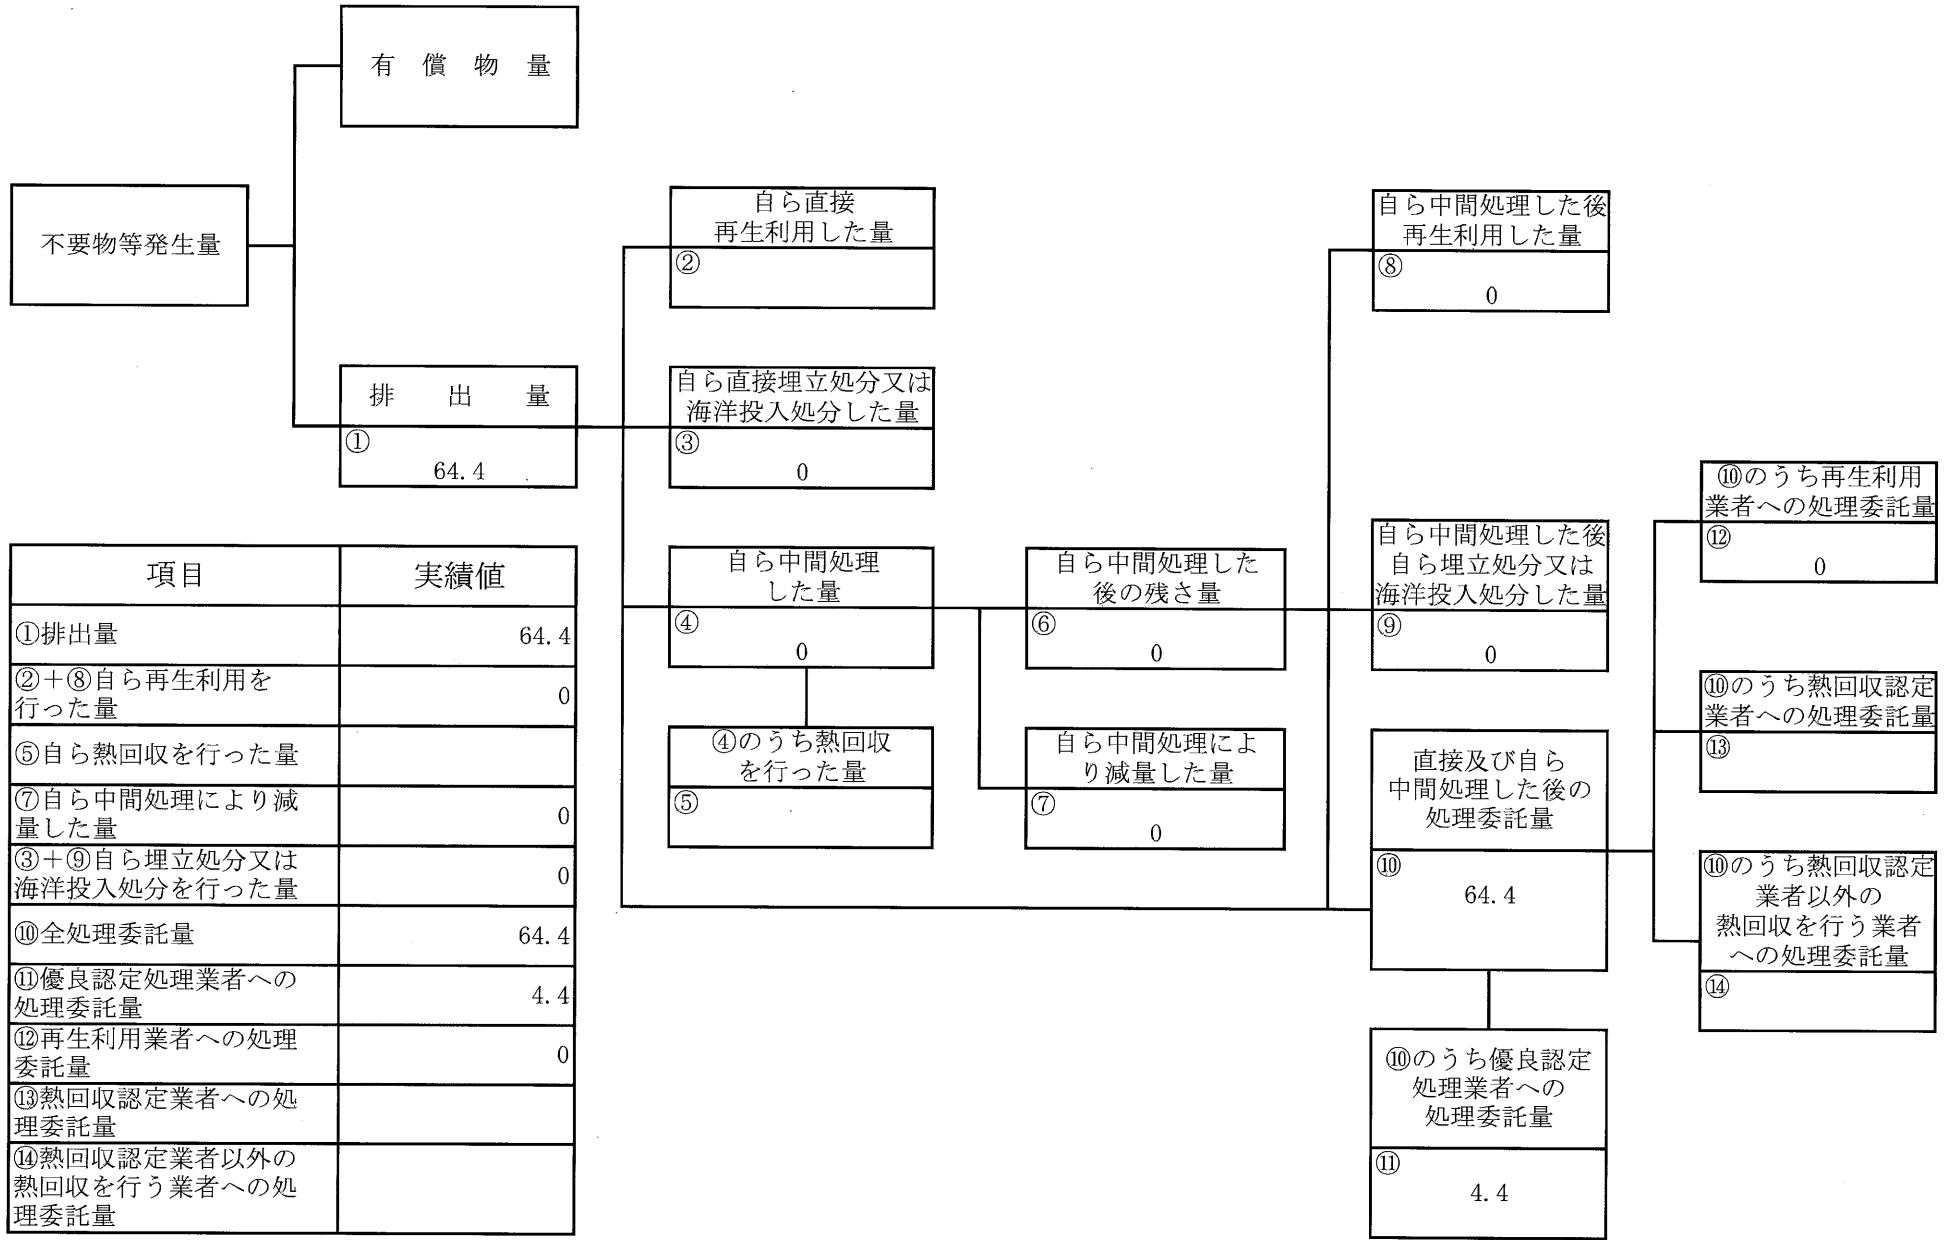 有償物量
不要物等発生量
排出量
①
64.4
自ら直接
再生利用した量
②
自ら直接埋立処分又は
海洋投入処分した量
③
0
自ら中間処理
した量
④
0
④のうち熱回収
を行った量
⑤
自ら中間処理した
後の残さ量
⑥
0
自ら中間処理によ
り減量した量
⑦
0
自ら中間処理した後
再生利用した量
⑧
0
自ら中間処理した後
自ら埋立処分又は
海洋投入処分した量
⑨
0
直接及び自ら
中間処理した後の
処理委託量
⑩
64.4
⑩のうち優良認定
処理業者への
処理委託量
⑪
4.4
⑩のうち再生利用
業者への処理委託量
⑫
0
⑩のうち熱回収認定
業者への処理委託量
⑬
⑩のうち熱回収認定
業者以外の
熱回収を行う業者
への処理委託量
⑭
項目 実績値
①排出量 64.4
②＋⑧自ら再生利用を
行った量 0
⑤自ら熱回収を行った量
⑦自ら中間処理により減
量した量 0
③＋⑨自ら埋立処分又は
海洋投入処分を行った量 0
⑩全処理委託量 64.4
⑪優良認定処理業者への
処理委託量 4.4
⑫再生利用業者への処理
委託量 0
⑬熱回収認定業者への処
理委託量
⑭熱回収認定業者以外の
熱回収を行う業者への処
理委託量